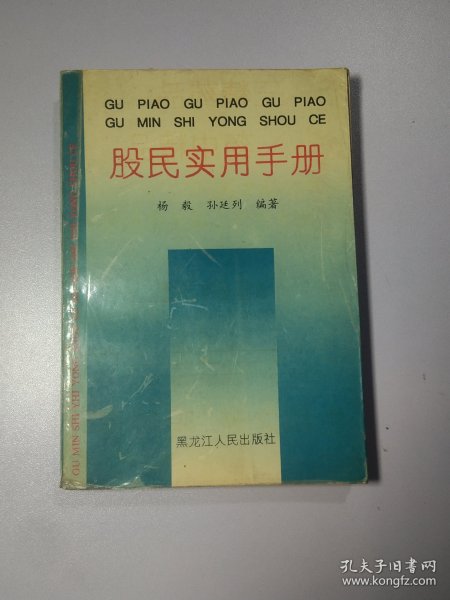 GU PIAO GU PIAO GU PIAO
GU MIN SHI YONG SHOU CE
股民实用手册
杨 毅 孙廷列 编著
黑龙江人民出版社
GU MIN SHI YHI YONG
孔夫子旧书网
www.kongfz.com